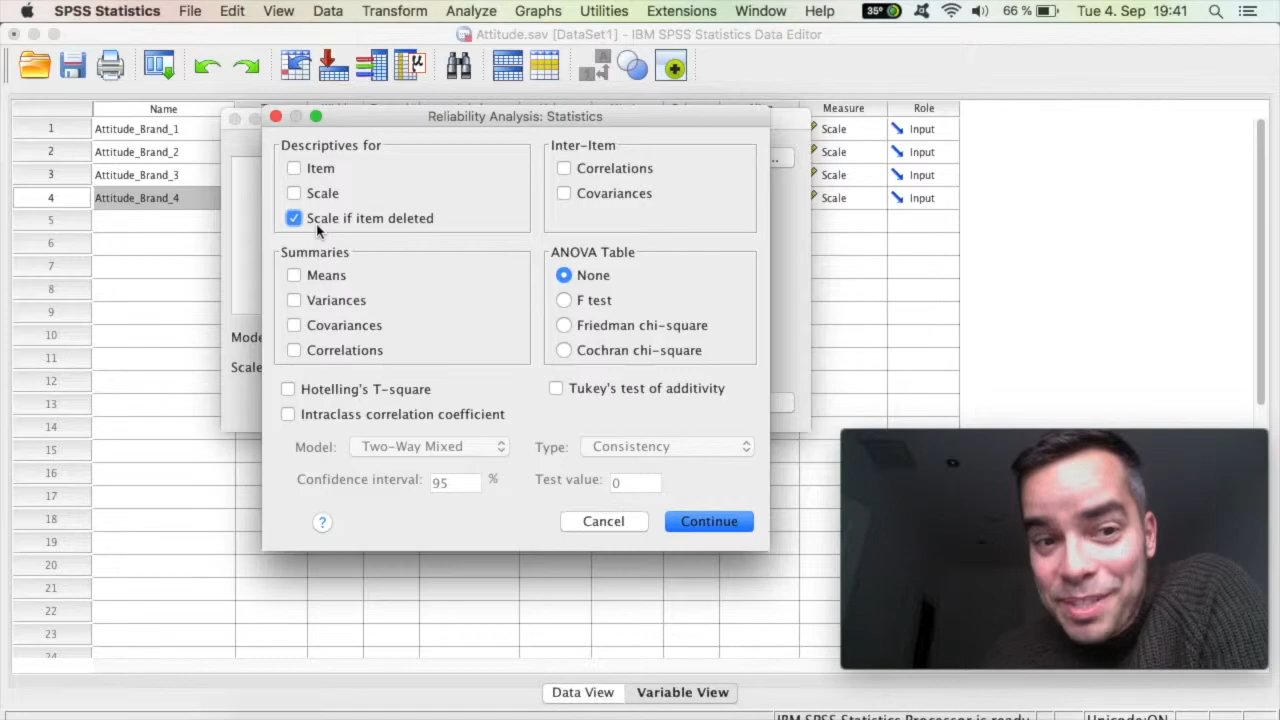 SPSS Statistics File Edit View Data Transform Analyze Graphs Utilities Extensions Window Help 35° 66 % Tue 4. Sep 19:41
Attitude.sav [DataSet1] – IBM SPSS Statistics Data Editor
Name Measure Role
1 Attitude_Brand_1 Scale Input
2 Attitude_Brand_2 Scale Input
3 Attitude_Brand_3 Scale Input
4 Attitude_Brand_4 Scale Input
5
6
7
8
9
10
11
12
13
14
15
16
17
18
19
20
21
22
23
24
Mode
Scale
Reliability Analysis: Statistics
Descriptives for
Item
Scale
Scale if item deleted
Inter-Item
Correlations
Covariances
Summaries
Means
Variances
Covariances
Correlations
ANOVA Table
None
F test
Friedman chi-square
Cochran chi-square
Hotelling's T-square
Tukey's test of additivity
Intraclass correlation coefficient
Model: Two-Way Mixed Type: Consistency
Confidence interval: 95 % Test value: 0
? Cancel Continue
Data View Variable View
IBM SPSS Statistics Processor is ready Unicode:ON